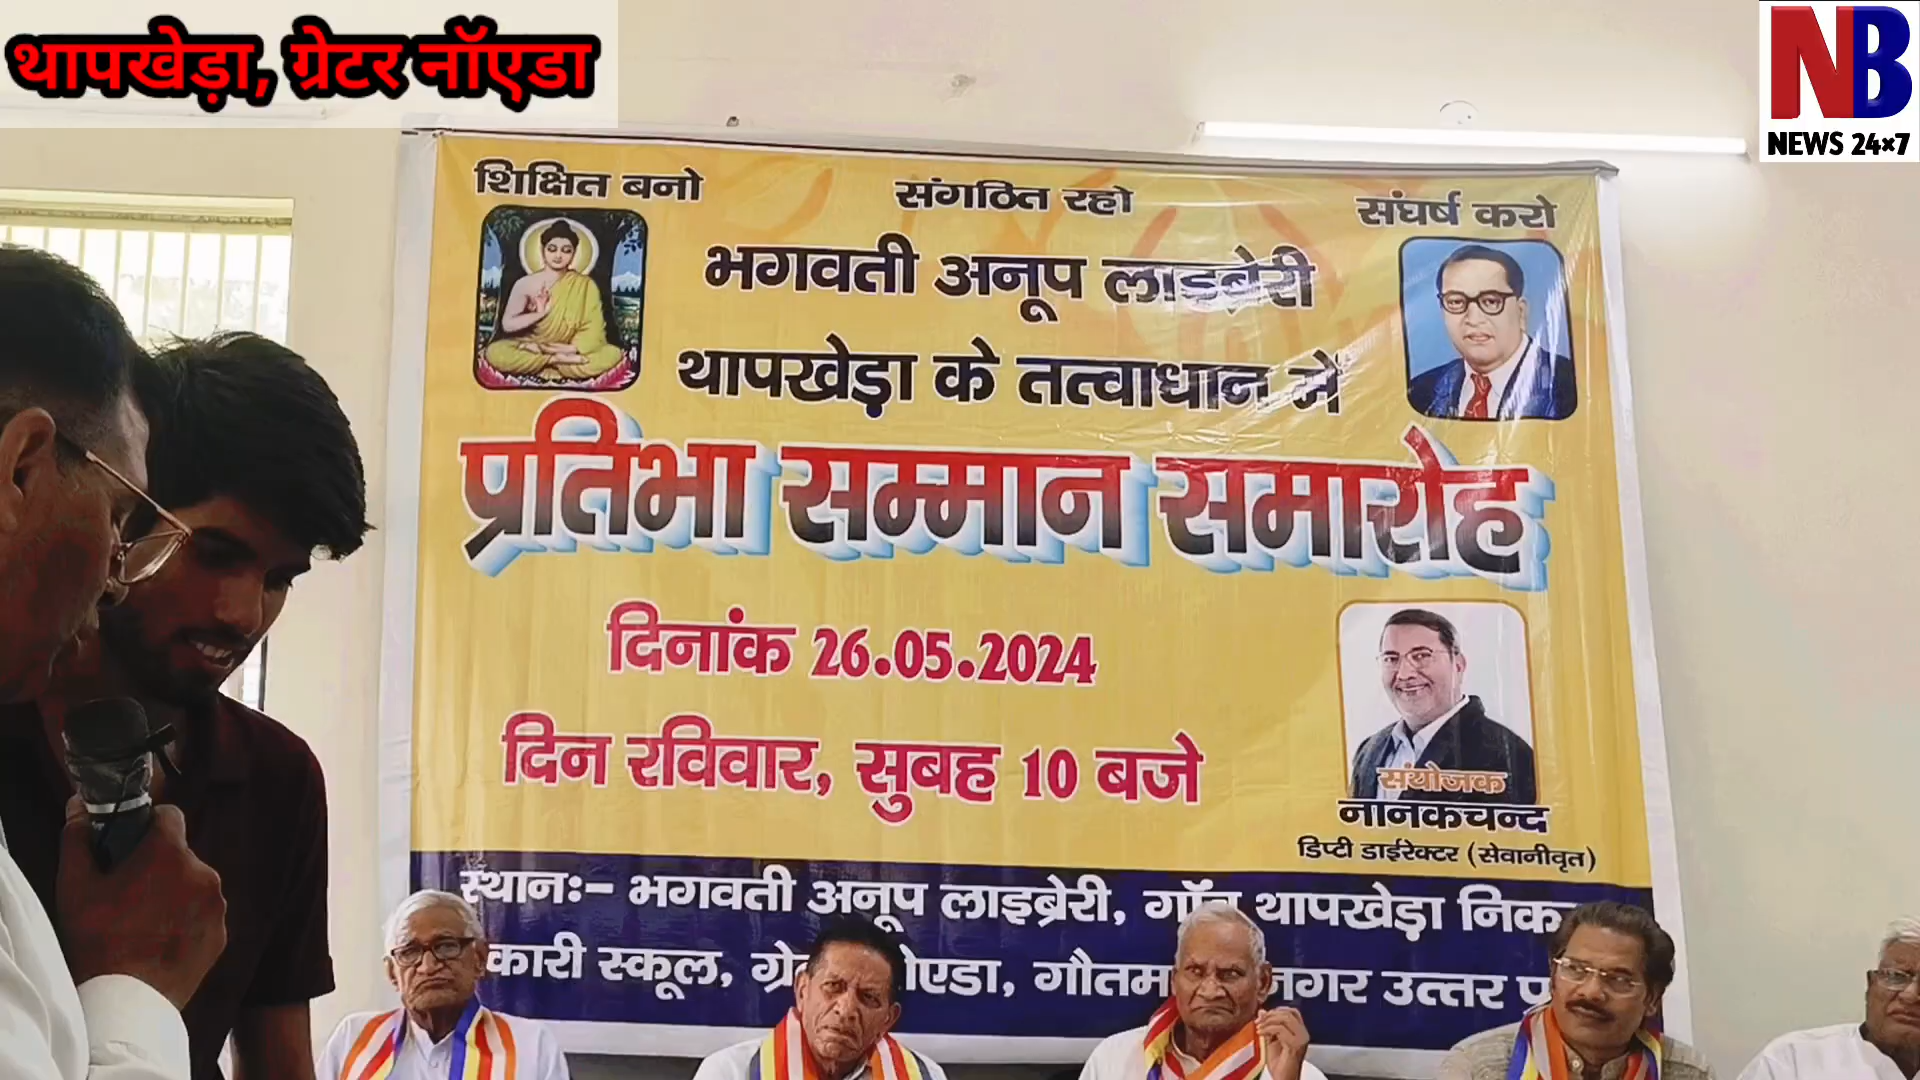 थापखेड़ा, ग्रेटर नॉएडा
NB
NEWS 24×7
शिक्षित बनो संगठित रहो संघर्ष करो
भगवती अनूप लाइब्रेरी
थापखेड़ा के तत्वाधान में
प्रतिभा सम्मान समारोह
दिनांक 26.05.2024
दिन रविवार, सुबह 10 बजे
संयोजक
नानकचन्द
डिप्टी डाईरेक्टर (सेवानीवृत)
स्थानः- भगवती अनूप लाइब्रेरी, गॉव थापखेड़ा
स्कूल, गौतम नगर उत्तर